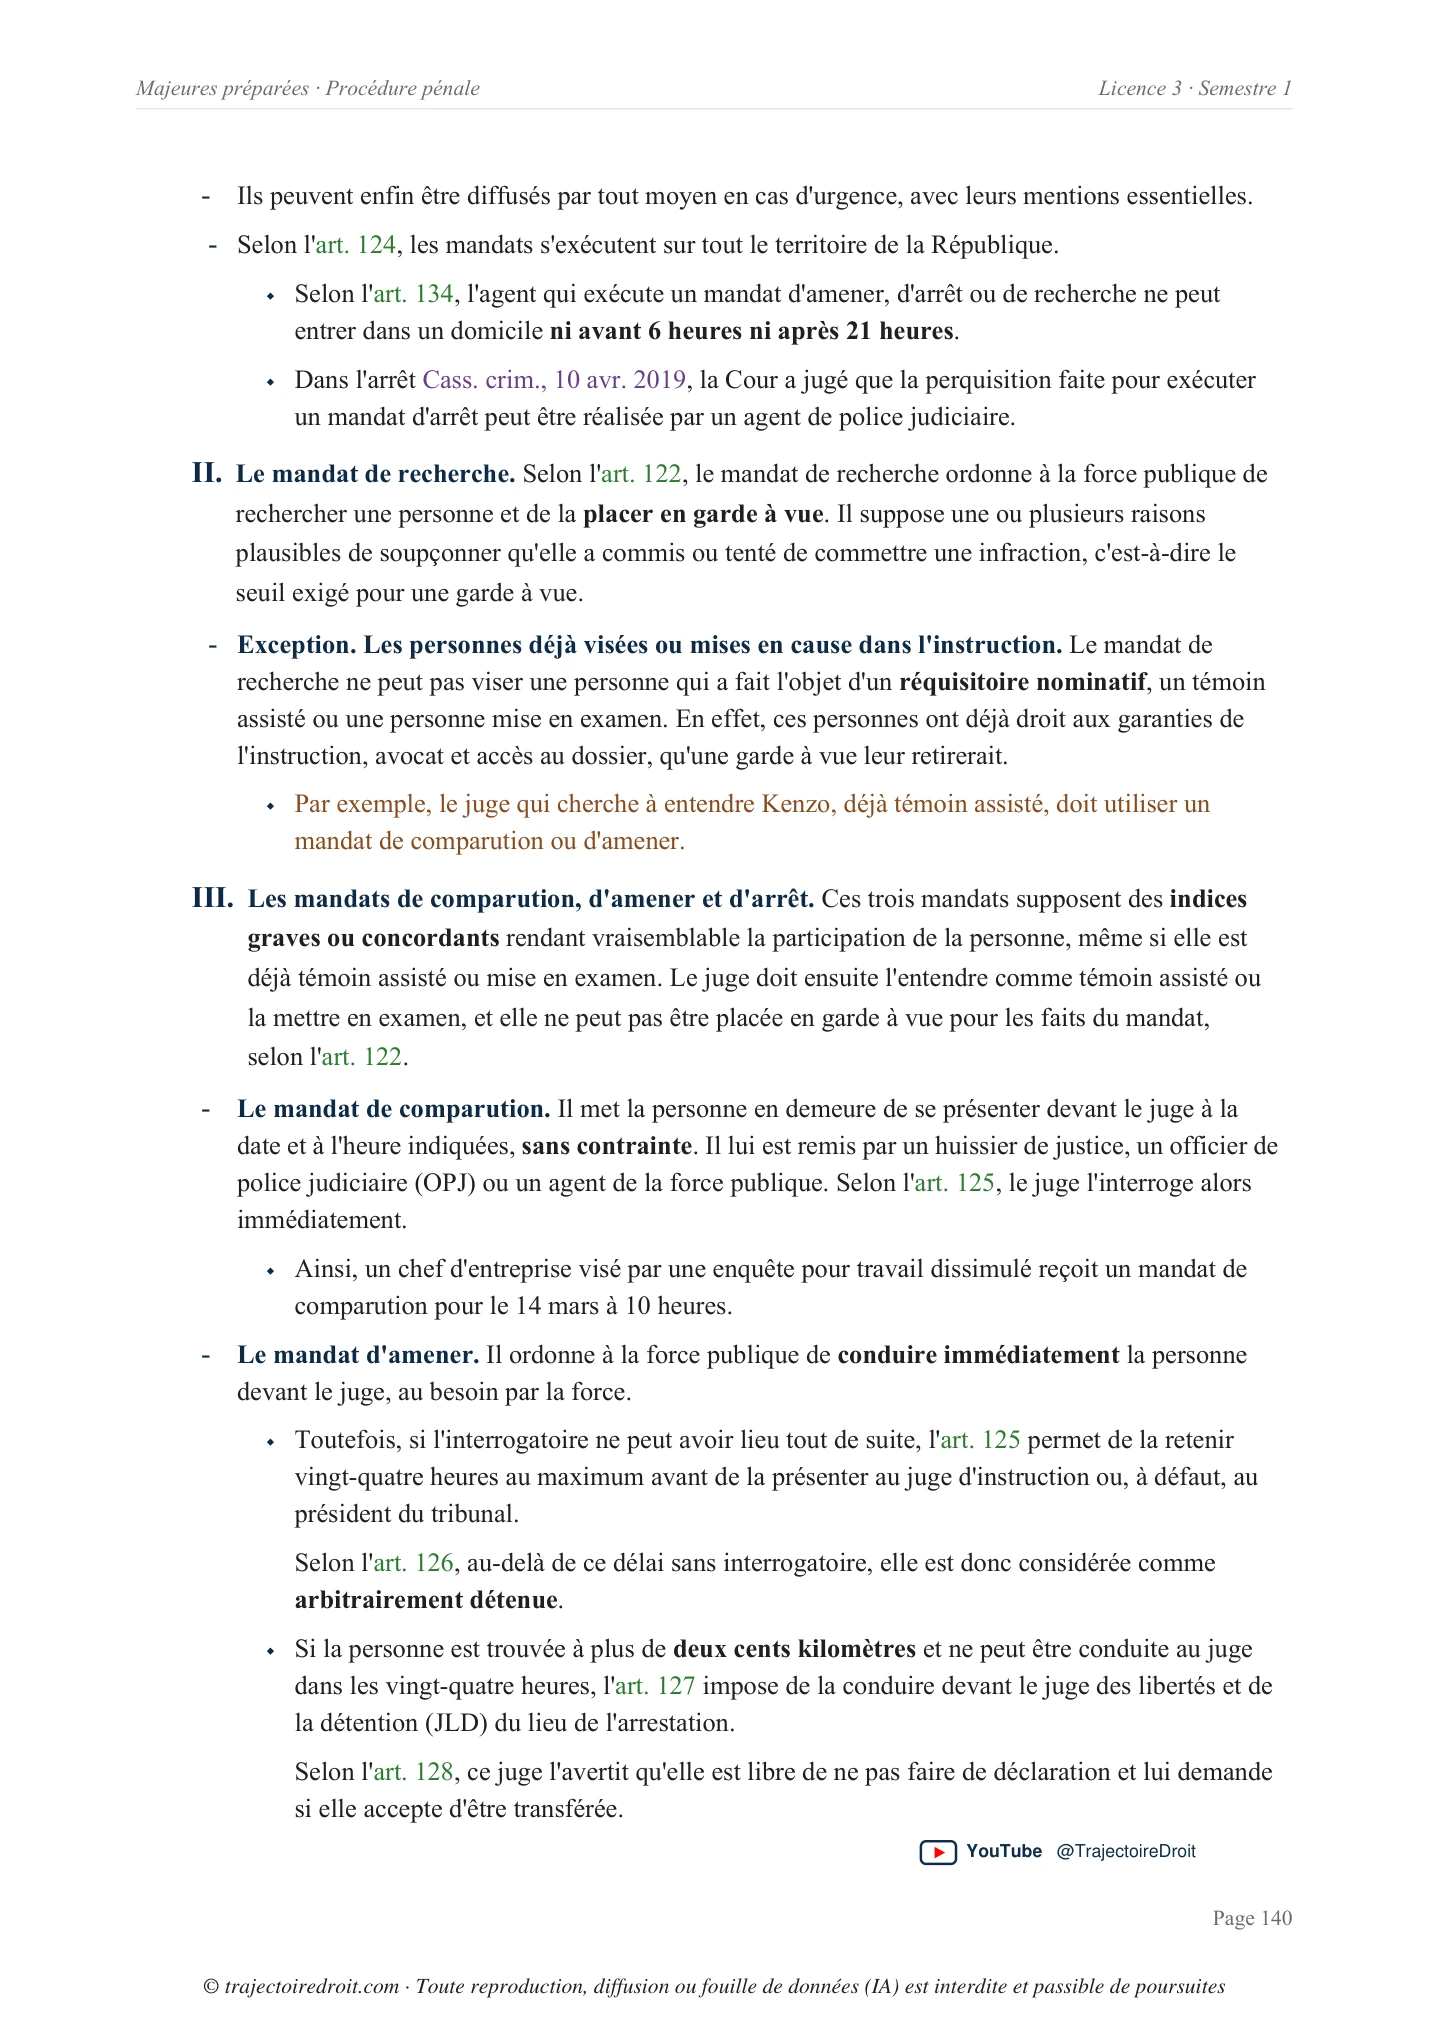 Majeures préparées · Procédure pénale
Licence 3 · Semestre 1
- Ils peuvent enfin être diffusés par tout moyen en cas d'urgence, avec leurs mentions essentielles.
- Selon l'art. 124, les mandats s'exécutent sur tout le territoire de la République.
⬩ Selon l'art. 134, l'agent qui exécute un mandat d'amener, d'arrêt ou de recherche ne peut
entrer dans un domicile ni avant 6 heures ni après 21 heures.
⬩ Dans l'arrêt Cass. crim., 10 avr. 2019, la Cour a jugé que la perquisition faite pour exécuter
un mandat d'arrêt peut être réalisée par un agent de police judiciaire.
II. Le mandat de recherche. Selon l'art. 122, le mandat de recherche ordonne à la force publique de
rechercher une personne et de la placer en garde à vue. Il suppose une ou plusieurs raisons
plausibles de soupçonner qu'elle a commis ou tenté de commettre une infraction, c'est-à-dire le
seuil exigé pour une garde à vue.
- Exception. Les personnes déjà visées ou mises en cause dans l'instruction. Le mandat de
recherche ne peut pas viser une personne qui a fait l'objet d'un réquisitoire nominatif, un témoin
assisté ou une personne mise en examen. En effet, ces personnes ont déjà droit aux garanties de
l'instruction, avocat et accès au dossier, qu'une garde à vue leur retirerait.
⬩ Par exemple, le juge qui cherche à entendre Kenzo, déjà témoin assisté, doit utiliser un
mandat de comparution ou d'amener.
III. Les mandats de comparution, d'amener et d'arrêt. Ces trois mandats supposent des indices
graves ou concordants rendant vraisemblable la participation de la personne, même si elle est
déjà témoin assisté ou mise en examen. Le juge doit ensuite l'entendre comme témoin assisté ou
la mettre en examen, et elle ne peut pas être placée en garde à vue pour les faits du mandat,
selon l'art. 122.
- Le mandat de comparution. Il met la personne en demeure de se présenter devant le juge à la
date et à l'heure indiquées, sans contrainte. Il lui est remis par un huissier de justice, un officier de
police judiciaire (OPJ) ou un agent de la force publique. Selon l'art. 125, le juge l'interroge alors
immédiatement.
⬩ Ainsi, un chef d'entreprise visé par une enquête pour travail dissimulé reçoit un mandat de
comparution pour le 14 mars à 10 heures.
- Le mandat d'amener. Il ordonne à la force publique de conduire immédiatement la personne
devant le juge, au besoin par la force.
⬩ Toutefois, si l'interrogatoire ne peut avoir lieu tout de suite, l'art. 125 permet de la retenir
vingt-quatre heures au maximum avant de la présenter au juge d'instruction ou, à défaut, au
président du tribunal.
Selon l'art. 126, au-delà de ce délai sans interrogatoire, elle est donc considérée comme
arbitrairement détenue.
⬩ Si la personne est trouvée à plus de deux cents kilomètres et ne peut être conduite au juge
dans les vingt-quatre heures, l'art. 127 impose de la conduire devant le juge des libertés et de
la détention (JLD) du lieu de l'arrestation.
Selon l'art. 128, ce juge l'avertit qu'elle est libre de ne pas faire de déclaration et lui demande
si elle accepte d'être transférée.
YouTube @TrajectoireDroit
Page 140
© trajectoiredroit.com · Toute reproduction, diffusion ou fouille de données (IA) est interdite et passible de poursuites